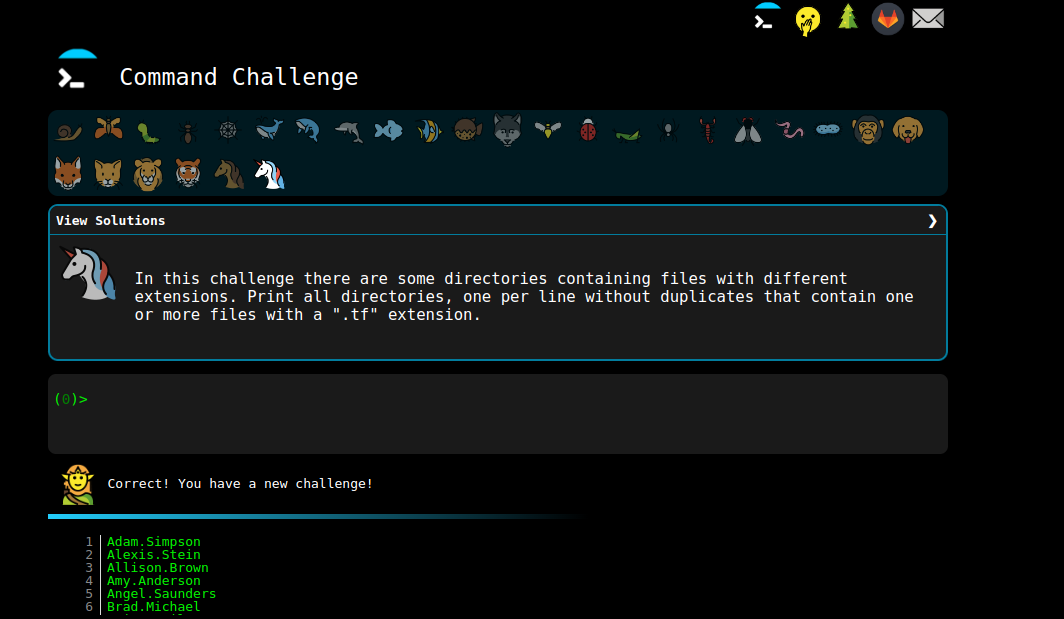 Command Challenge
View Solutions ❯
In this challenge there are some directories containing files with different
extensions. Print all directories, one per line without duplicates that contain one
or more files with a ".tf" extension.
(0)>
Correct! You have a new challenge!
1 Adam.Simpson
2 Alexis.Stein
3 Allison.Brown
4 Amy.Anderson
5 Angel.Saunders
6 Brad.Michael